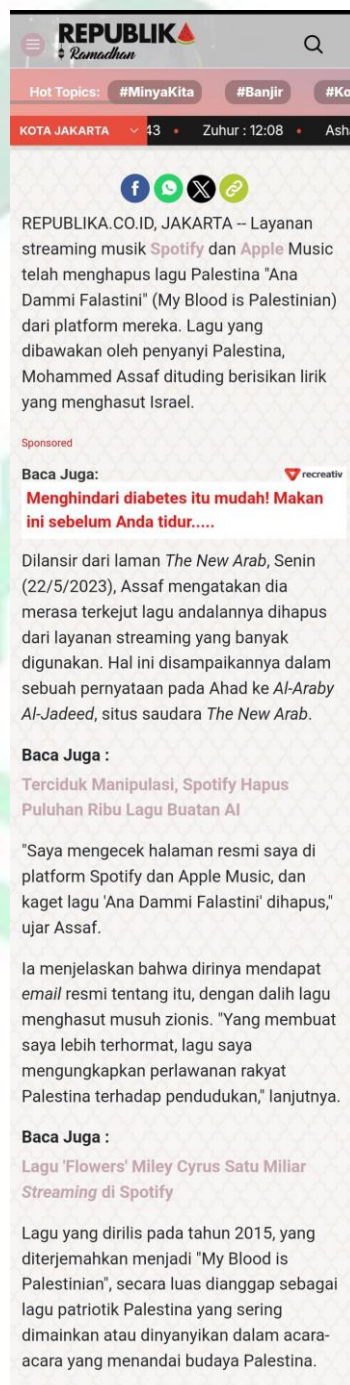 REPUBLIKA
Ramadhan
Hot Topics: #MinyaKita #Banjir #Ko
KOTA JAKARTA 43 • Zuhur : 12:08 • Ash
REPUBLIKA.CO.ID, JAKARTA -- Layanan
streaming musik Spotify dan Apple Music
telah menghapus lagu Palestina "Ana
Dammi Falastini" (My Blood is Palestinian)
dari platform mereka. Lagu yang
dibawakan oleh penyanyi Palestina,
Mohammed Assaf dituding berisikan lirik
yang menghasut Israel.
Sponsored
Baca Juga: recreativ
Menghindari diabetes itu mudah! Makan
ini sebelum Anda tidur.....
Dilansir dari laman The New Arab, Senin
(22/5/2023), Assaf mengatakan dia
merasa terkejut lagu andalannya dihapus
dari layanan streaming yang banyak
digunakan. Hal ini disampaikannya dalam
sebuah pernyataan pada Ahad ke Al-Araby
Al-Jadeed, situs saudara The New Arab.
Baca Juga :
Terciduk Manipulasi, Spotify Hapus
Puluhan Ribu Lagu Buatan AI
"Saya mengecek halaman resmi saya di
platform Spotify dan Apple Music, dan
kaget lagu 'Ana Dammi Falastini' dihapus,"
ujar Assaf.
Ia menjelaskan bahwa dirinya mendapat
email resmi tentang itu, dengan dalih lagu
menghasut musuh zionis. "Yang membuat
saya lebih terhormat, lagu saya
mengungkapkan perlawanan rakyat
Palestina terhadap pendudukan," lanjutnya.
Baca Juga :
Lagu 'Flowers' Miley Cyrus Satu Miliar
Streaming di Spotify
Lagu yang dirilis pada tahun 2015, yang
diterjemahkan menjadi "My Blood is
Palestinian", secara luas dianggap sebagai
lagu patriotik Palestina yang sering
dimainkan atau dinyanyikan dalam acara-
acara yang menandai budaya Palestina.